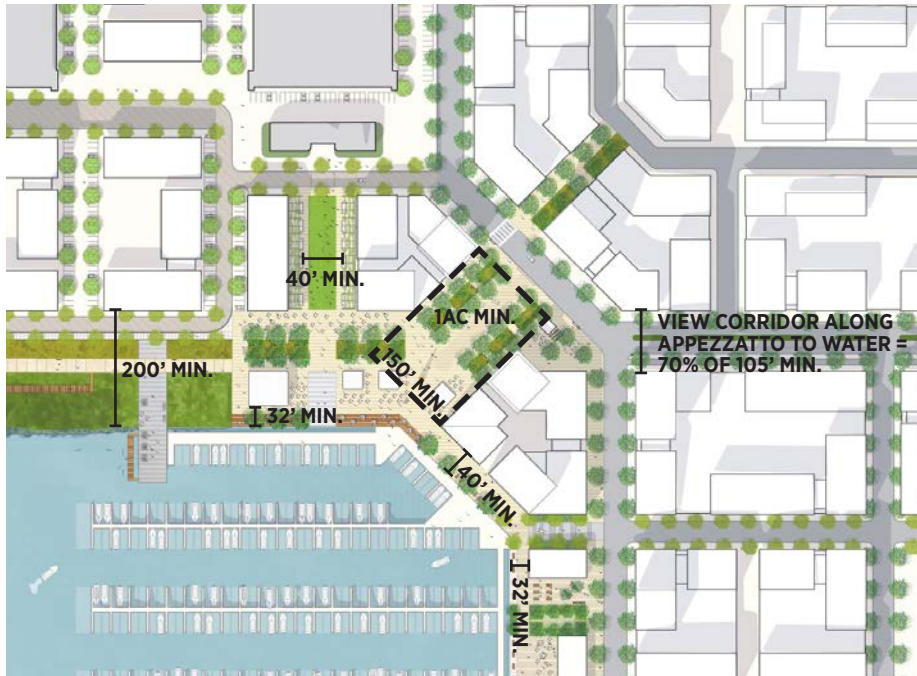 40' MIN.
1AC MIN.
VIEW CORRIDOR ALONG
APPEZZATTO TO WATER =
70% OF 105' MIN.
200' MIN.
150' MIN.
32' MIN.
40' MIN.
32' MIN.